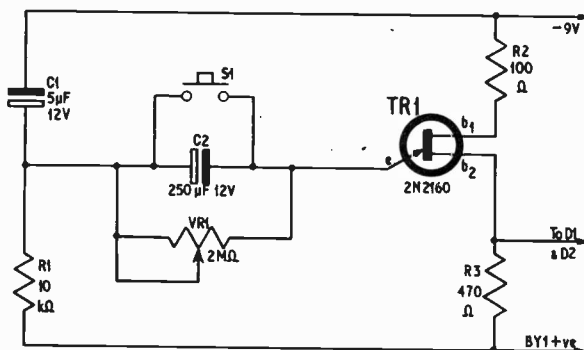 -9V
R2
100
Ω
C1
5μF
12V
S1
C2
250μF 12V
TR1
b1
b2
e
2N2160
VR1
2MΩ
To D1
& D2
R1
10
kΩ
R3
470
Ω
BY1+ve